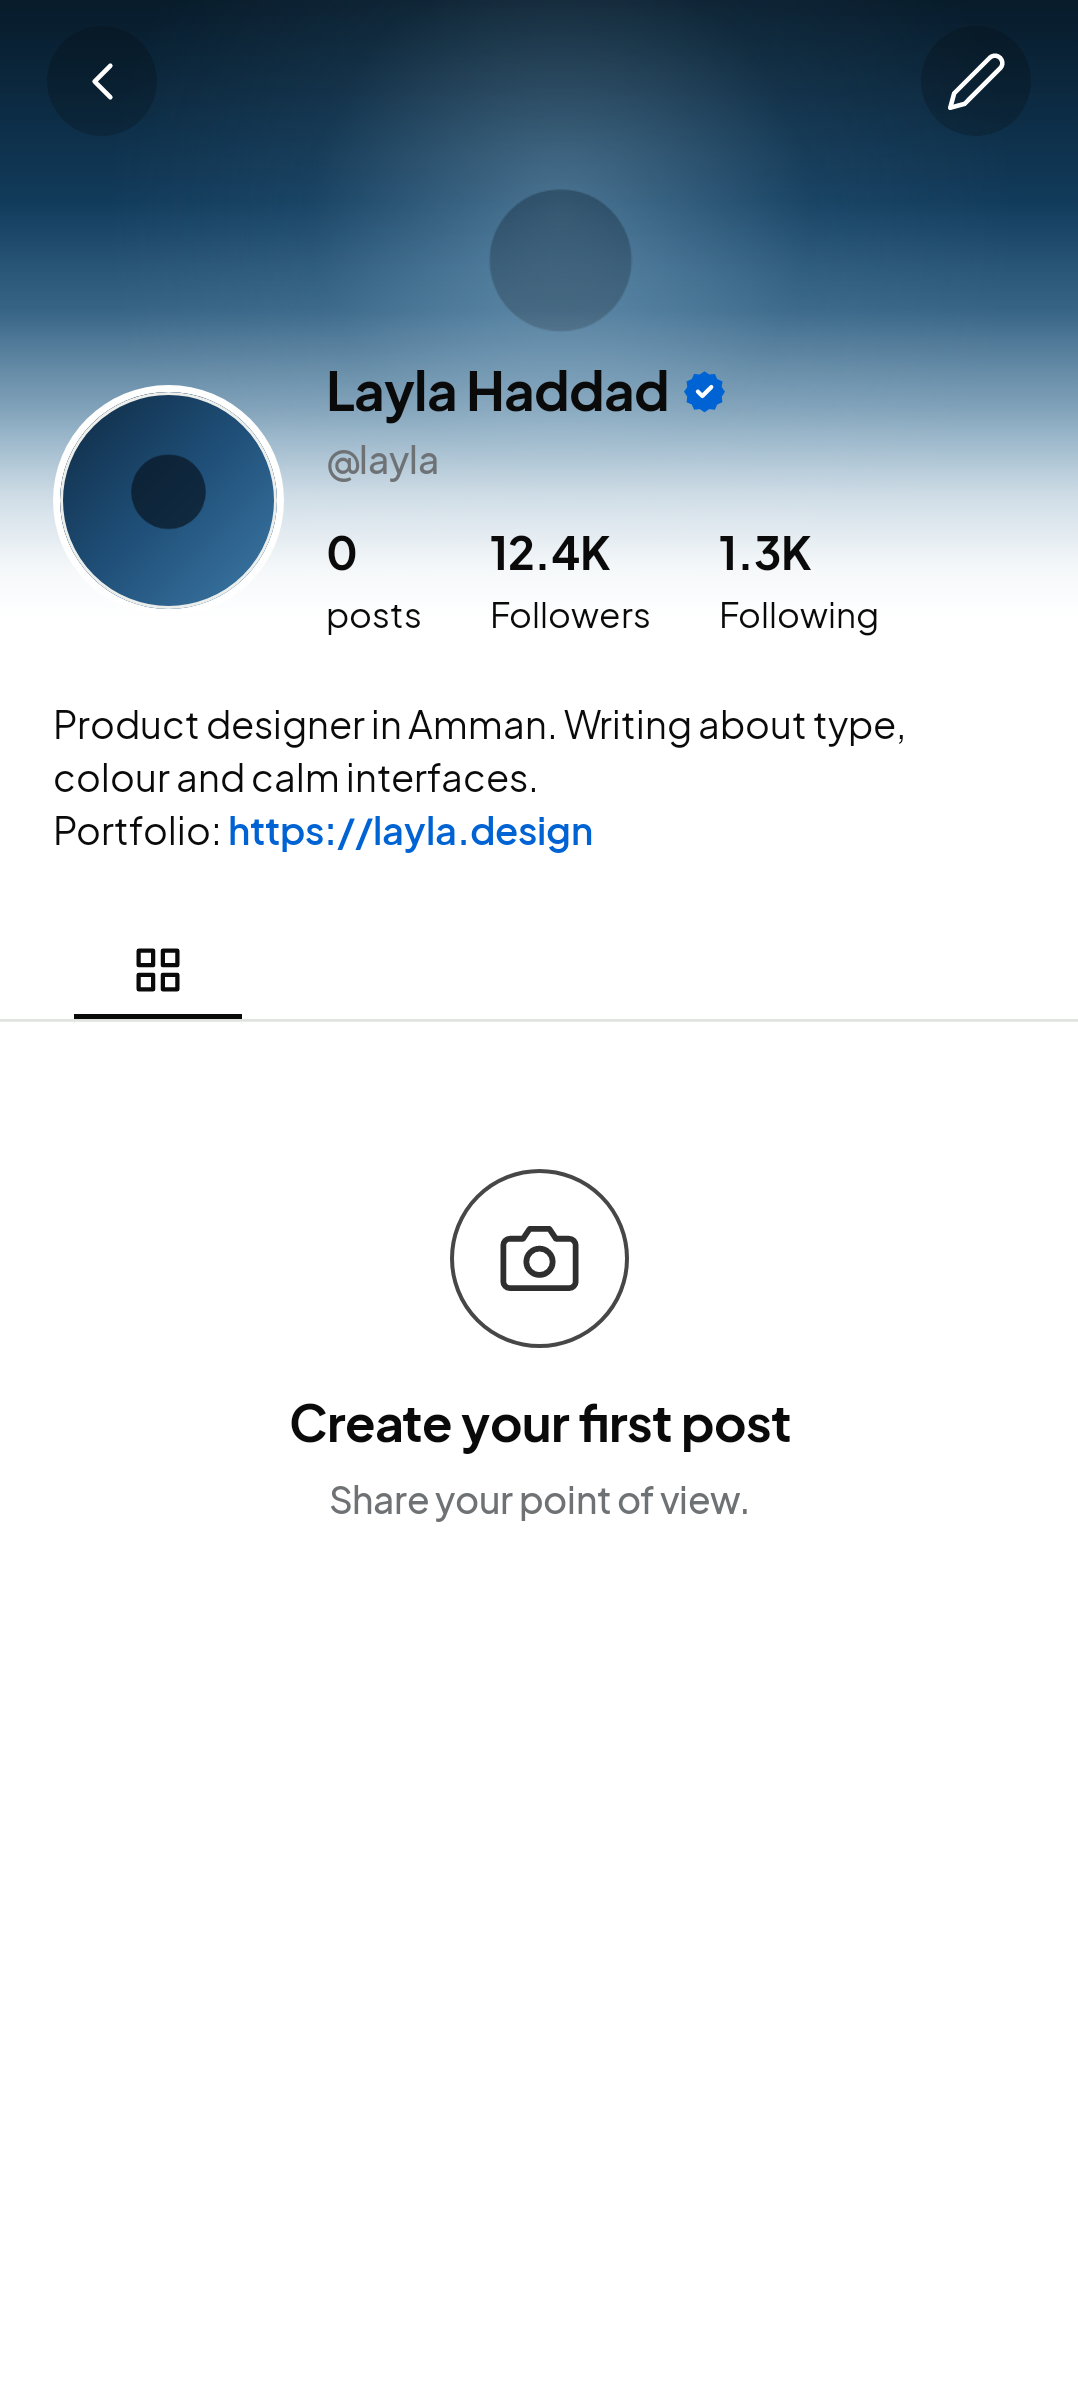 Layla Haddad
@layla
0 12.4K 1.3K
posts Followers Following
Product designer in Amman. Writing about type,
colour and calm interfaces.
Portfolio: https://layla.design
Create your first post
Share your point of view.